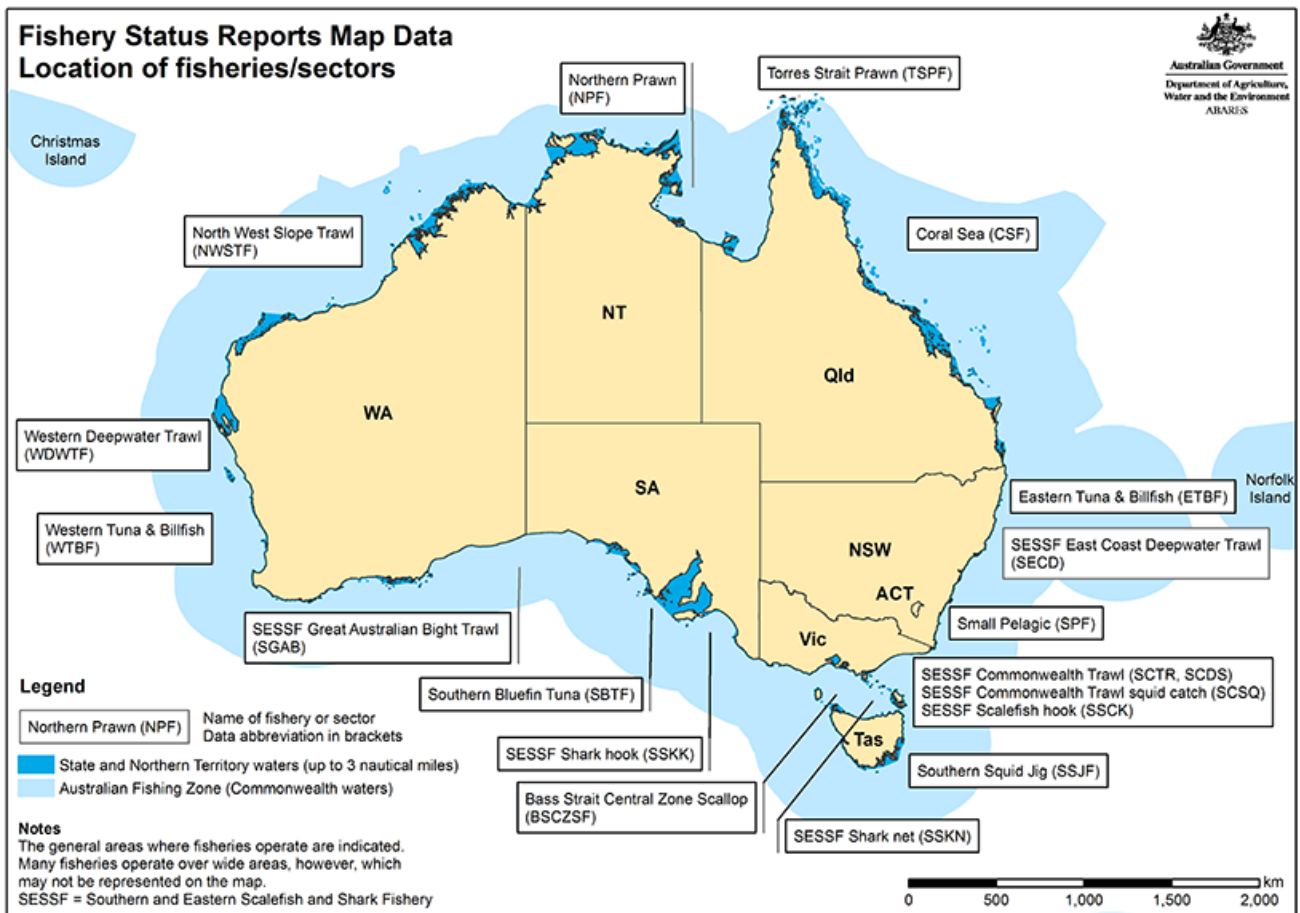 Fishery Status Reports Map Data
Location of fisheries/sectors
Australian Government
Department of Agriculture,
Water and the Environment
ABARES
Northern Prawn
(NPF)
Torres Strait Prawn (TSPF)
Christmas
Island
North West Slope Trawl
(NWSTF)
Coral Sea (CSF)
NT
Qld
WA
Western Deepwater Trawl
(WDWTF)
SA
Norfolk
Island
Eastern Tuna & Billfish (ETBF)
Western Tuna & Billfish
(WTBF)
SESSF East Coast Deepwater Trawl
(SECD)
NSW
ACT
Small Pelagic (SPF)
Vic
SESSF Great Australian Bight Trawl
(SGAB)
SESSF Commonwealth Trawl (SCTR, SCDS)
SESSF Commonwealth Trawl squid catch (SCSQ)
SESSF Scalefish hook (SSCK)
Southern Bluefin Tuna (SBTF)
Tas
SESSF Shark hook (SSKK)
Southern Squid Jig (SSJF)
Bass Strait Central Zone Scallop
(BSCZSF)
SESSF Shark net (SSKN)
Legend
Northern Prawn (NPF)
Name of fishery or sector
Data abbreviation in brackets
State and Northern Territory waters (up to 3 nautical miles)
Australian Fishing Zone (Commonwealth waters)
Notes
The general areas where fisheries operate are indicated.
Many fisheries operate over wide areas, however, which
may not be represented on the map.
SESSF = Southern and Eastern Scalefish and Shark Fishery
km
0 500 1,000 1,500 2,000